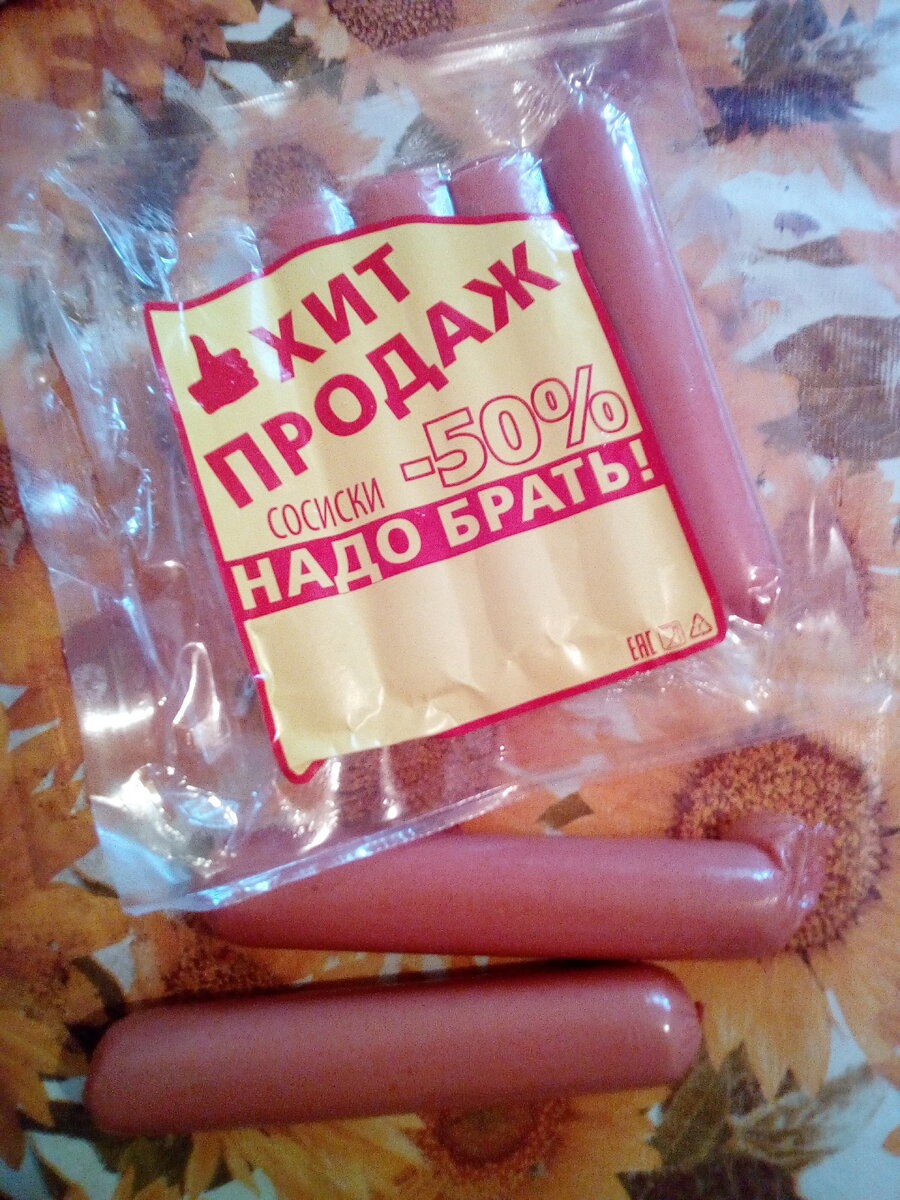 ХИТ
ПРОДАЖ
СОСИСКИ -50%
НАДО БРАТЬ!
EAC